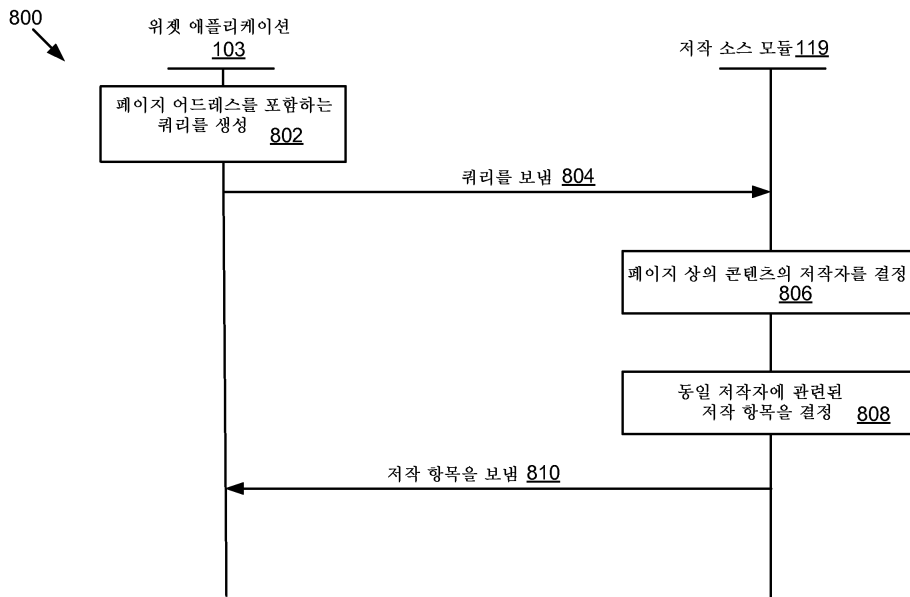 800
위젯 애플리케이션
103
저작 소스 모듈 119
페이지 어드레스를 포함하는
쿼리를 생성 802
쿼리를 보냄 804
페이지 상의 콘텐츠의 저작자를 결정
806
동일 저작자에 관련된
저작 항목을 결정 808
저작 항목을 보냄 810